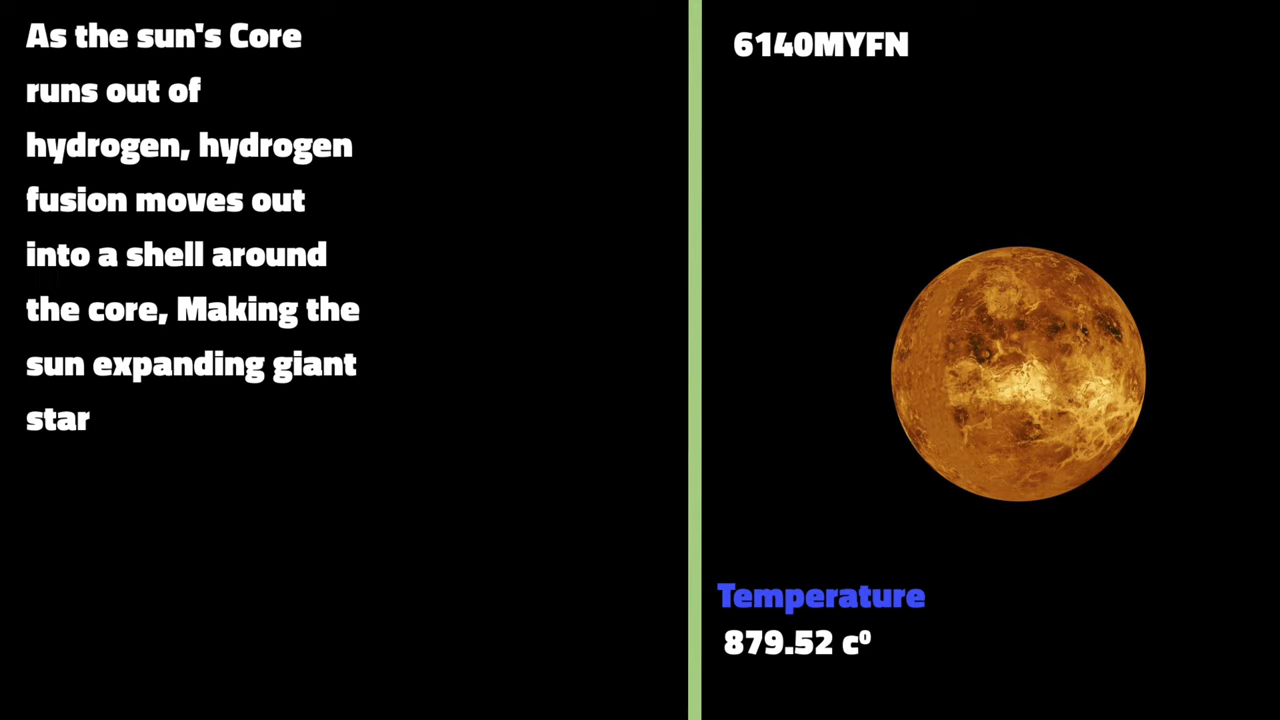 As the sun's Core
runs out of
hydrogen, hydrogen
fusion moves out
into a shell around
the core, Making the
sun expanding giant
star
6140MYFN
Temperature
879.52 c⁰